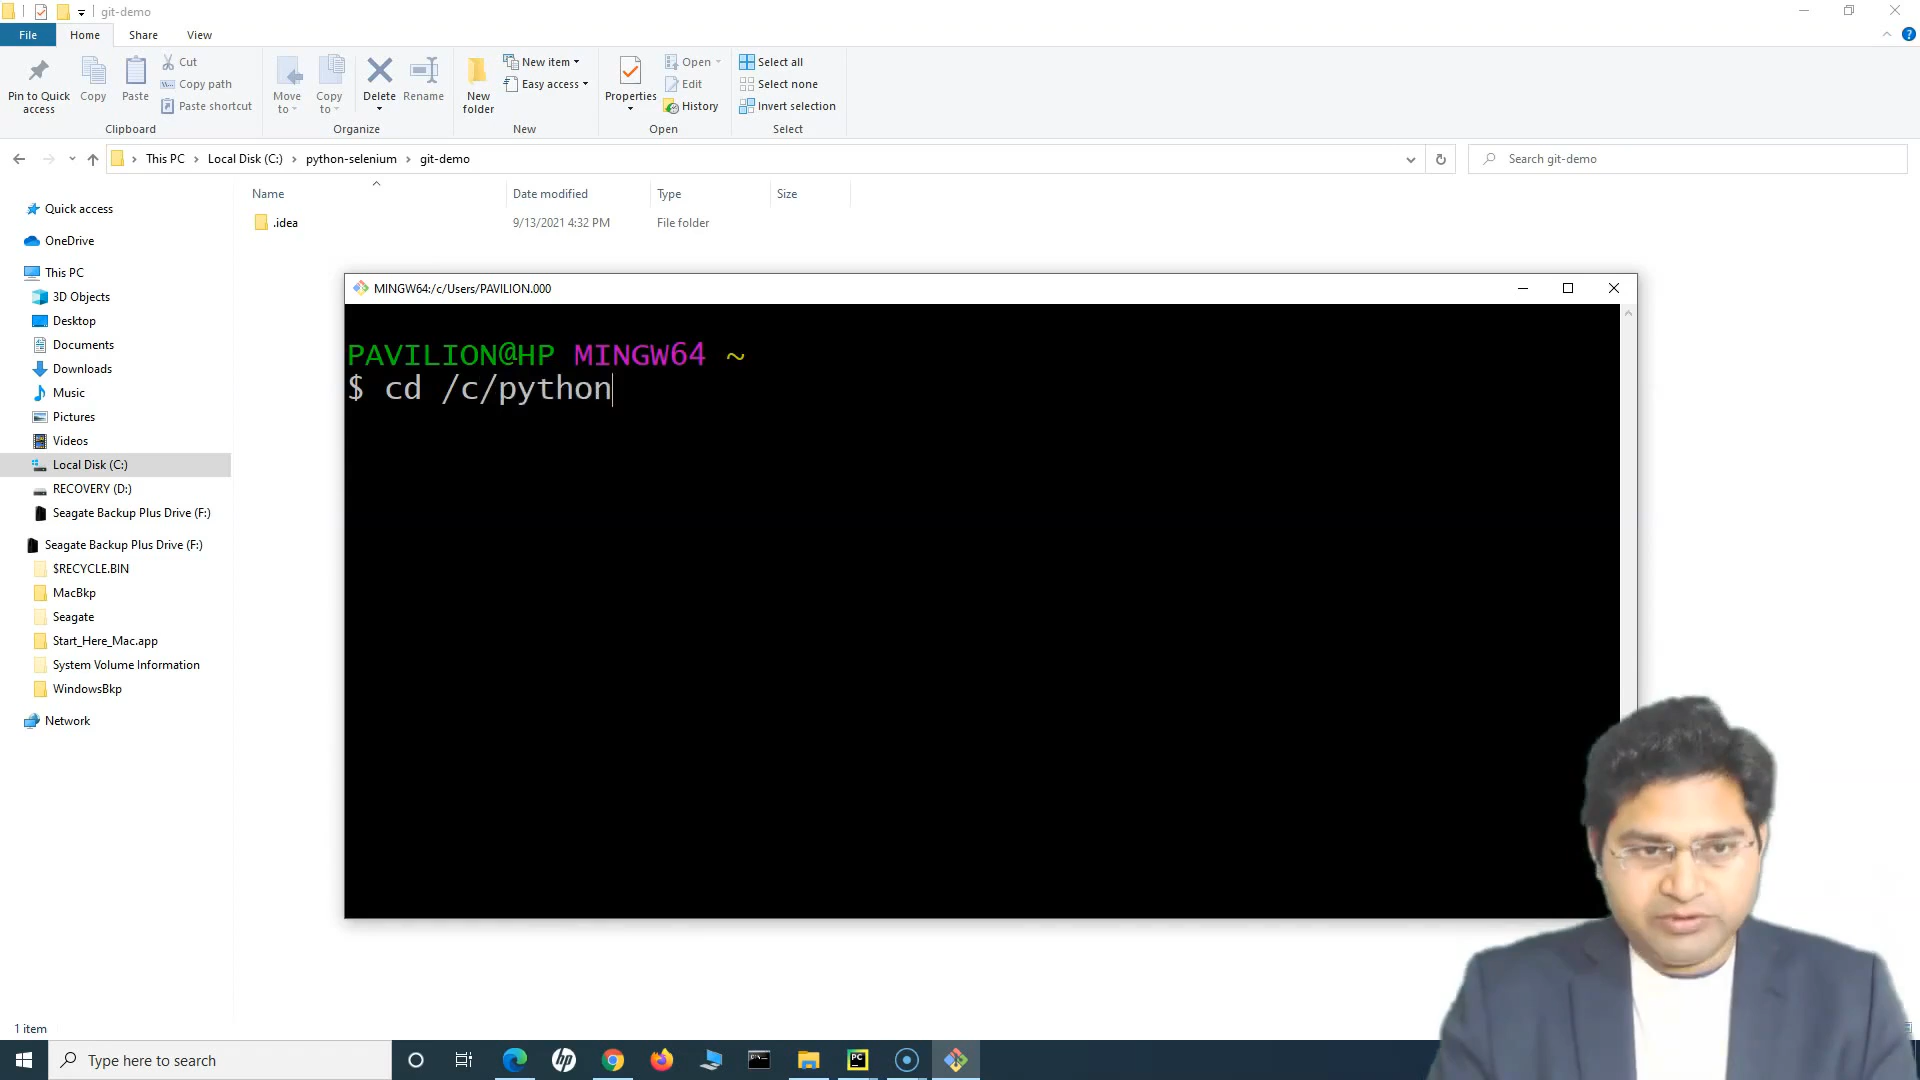 git-demo
File
Home
Share
View
Pin to Quick access
Copy
Paste
Cut
Copy path
Paste shortcut
Clipboard
Move to
Copy to
Delete
Rename
Organize
New folder
New item
Easy access
New
Properties
Open
Edit
History
Open
Select all
Select none
Invert selection
Select
This PC
Local Disk (C:)
python-selenium
git-demo
Search git-demo
Name
Date modified
Type
Size
.idea
9/13/2021 4:32 PM
File folder
Quick access
OneDrive
This PC
3D Objects
Desktop
Documents
Downloads
Music
Pictures
Videos
Local Disk (C:)
RECOVERY (D:)
Seagate Backup Plus Drive (F:)
Seagate Backup Plus Drive (F:)
$RECYCLE.BIN
MacBkp
Seagate
Start_Here_Mac.app
System Volume Information
WindowsBkp
Network
MINGW64:/c/Users/PAVILION.000
PAVILION@HP MINGW64 ~
$ cd /c/python
1 item
Type here to search
hp
PC